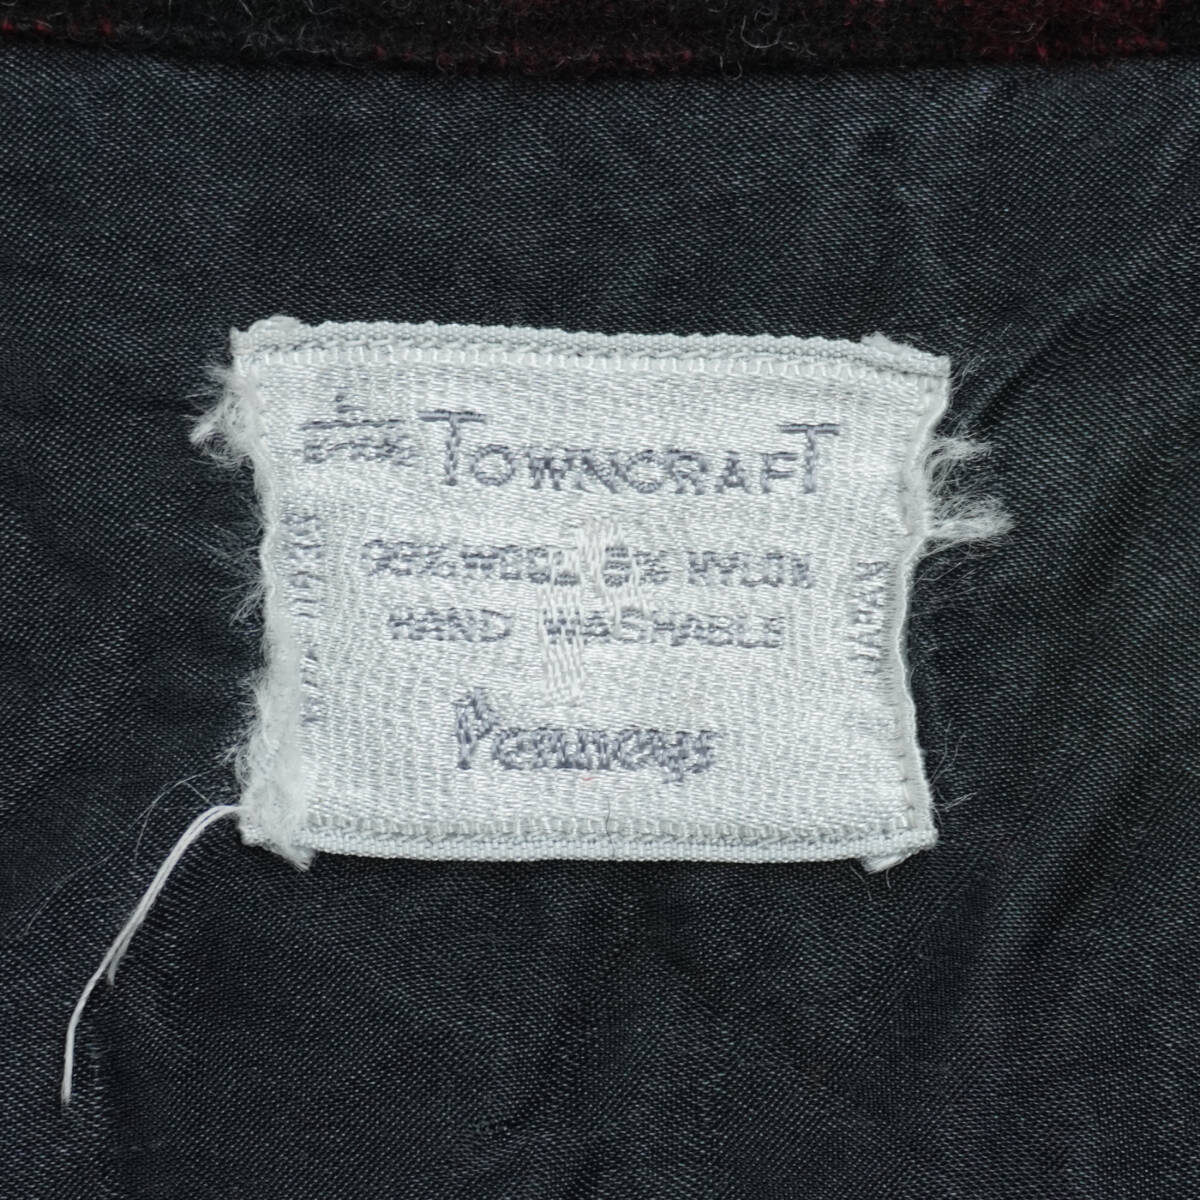 TOWNCRAFT
95% WOOL 5% NYLON
HAND WASHABLE
JAPAN
Penneys